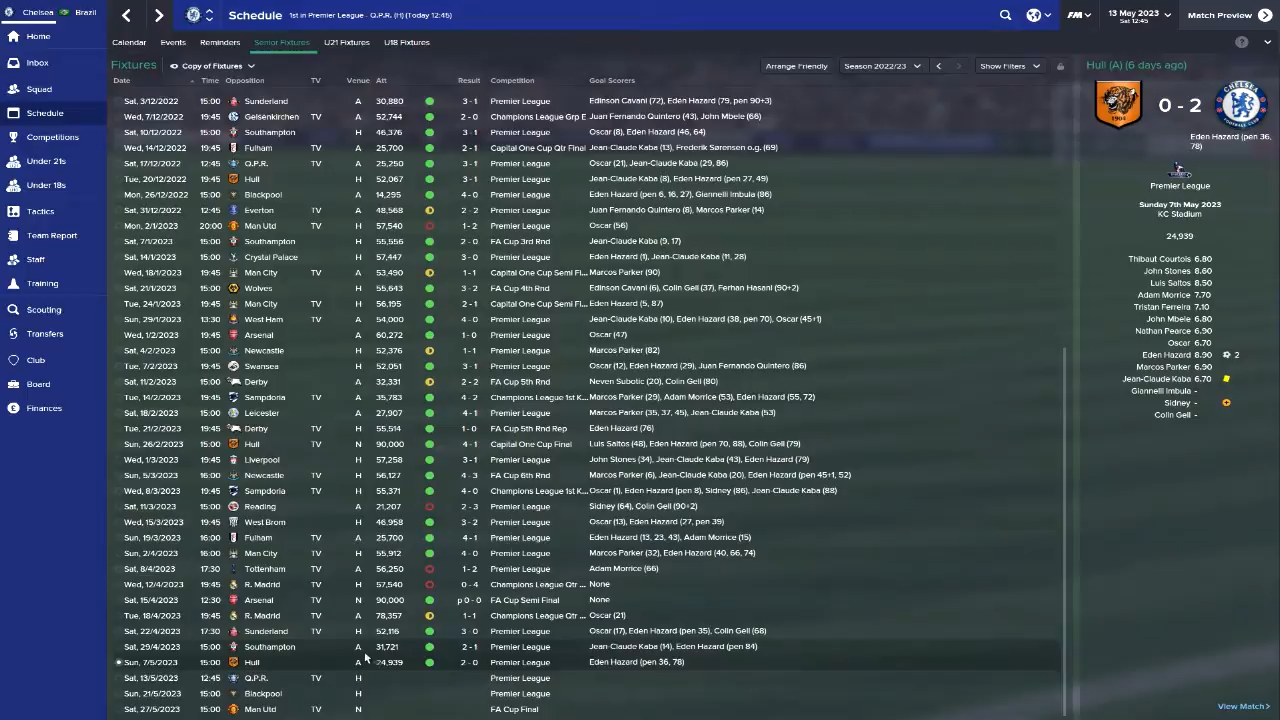 Chelsea Brazil
Schedule
1st in Premier League - Q.P.R. (H) (Today 12:45)
FM
13 May 2023
Sat 12:45
Match Preview
Home
Inbox
Squad
Schedule
Competitions
Under 21s
Under 18s
Tactics
Team Report
Staff
Training
Scouting
Transfers
Club
Board
Finances
Calendar Events Reminders Senior Fixtures U21 Fixtures U18 Fixtures
Fixtures Copy of Fixtures Arrange Friendly Season 2022/23 Show Filters
Date Time Opposition TV Venue Att Result Competition Goal Scorers
Sat, 3/12/2022 15:00 Sunderland A 30,880 3 - 1 Premier League Edinson Cavani (72), Eden Hazard (79, pen 90+3)
Wed, 7/12/2022 19:45 Gelsenkirchen TV A 52,744 2 - 0 Champions League Grp E Juan Fernando Quintero (43), John Mbele (66)
Sat, 10/12/2022 15:00 Southampton H 46,376 3 - 1 Premier League Oscar (8), Eden Hazard (46, 64)
Wed, 14/12/2022 19:45 Fulham TV A 25,700 2 - 1 Capital One Cup Qtr Final Jean-Claude Kaba (13), Frederik Sørensen o.g. (69)
Sat, 17/12/2022 12:45 Q.P.R. TV A 25,250 3 - 1 Premier League Oscar (21), Jean-Claude Kaba (29, 86)
Tue, 20/12/2022 19:45 Hull H 52,067 3 - 1 Premier League Jean-Claude Kaba (8), Eden Hazard (pen 27, 49)
Mon, 26/12/2022 15:00 Blackpool A 14,295 4 - 0 Premier League Eden Hazard (pen 6, 16, 27), Giannelli Imbula (86)
Sat, 31/12/2022 12:45 Everton TV A 48,568 2 - 2 Premier League Juan Fernando Quintero (8), Marcos Parker (14)
Mon, 2/1/2023 20:00 Man Utd TV H 57,540 1 - 2 Premier League Oscar (56)
Sat, 7/1/2023 15:00 Southampton H 55,556 2 - 0 FA Cup 3rd Rnd Jean-Claude Kaba (9, 17)
Sat, 14/1/2023 15:00 Crystal Palace H 57,447 3 - 0 Premier League Eden Hazard (1), Jean-Claude Kaba (11, 28)
Wed, 18/1/2023 19:45 Man City TV A 53,490 1 - 1 Capital One Cup Semi Fi... Marcos Parker (90)
Sat, 21/1/2023 15:00 Wolves H 55,643 3 - 2 FA Cup 4th Rnd Edinson Cavani (6), Colin Gell (37), Ferhan Hasani (90+2)
Tue, 24/1/2023 19:45 Man City TV H 56,195 2 - 1 Capital One Cup Semi Fi... Eden Hazard (5, 87)
Sun, 29/1/2023 13:30 West Ham TV A 54,000 4 - 0 Premier League Jean-Claude Kaba (10), Eden Hazard (38, pen 70), Oscar (45+1)
Wed, 1/2/2023 19:45 Arsenal A 60,272 1 - 0 Premier League Oscar (47)
Sat, 4/2/2023 15:00 Newcastle A 52,376 1 - 1 Premier League Marcos Parker (82)
Tue, 7/2/2023 19:45 Swansea H 52,051 3 - 1 Premier League Oscar (12), Eden Hazard (29), Juan Fernando Quintero (86)
Sat, 11/2/2023 15:00 Derby A 32,331 2 - 2 FA Cup 5th Rnd Neven Subotic (20), Colin Gell (80)
Tue, 14/2/2023 19:45 Sampdoria TV A 35,783 4 - 2 Champions League 1st K... Marcos Parker (29), Adam Morrice (53), Eden Hazard (55, 72)
Sat, 18/2/2023 15:00 Leicester A 27,907 4 - 1 Premier League Marcos Parker (35, 37, 45), Jean-Claude Kaba (53)
Tue, 21/2/2023 19:45 Derby TV H 55,514 1 - 0 FA Cup 5th Rnd Rep Eden Hazard (76)
Sun, 26/2/2023 15:00 Hull TV N 90,000 4 - 1 Capital One Cup Final Luis Saltos (48), Eden Hazard (pen 70, 88), Colin Gell (79)
Wed, 1/3/2023 19:45 Liverpool H 57,258 3 - 1 Premier League John Stones (34), Jean-Claude Kaba (43), Eden Hazard (79)
Sun, 5/3/2023 16:00 Newcastle TV H 56,127 4 - 3 FA Cup 6th Rnd Marcos Parker (6), Jean-Claude Kaba (20), Eden Hazard (pen 45+1, 52)
Wed, 8/3/2023 19:45 Sampdoria TV H 55,371 4 - 0 Champions League 1st K... Oscar (1), Eden Hazard (pen 8), Sidney (86), Jean-Claude Kaba (88)
Sat, 11/3/2023 15:00 Reading A 21,207 2 - 3 Premier League Sidney (64), Colin Gell (90+2)
Wed, 15/3/2023 19:45 West Brom H 46,958 3 - 2 Premier League Oscar (13), Eden Hazard (27, pen 39)
Sun, 19/3/2023 16:00 Fulham TV A 25,700 4 - 1 Premier League Eden Hazard (13, 23, 43), Adam Morrice (15)
Sun, 2/4/2023 16:00 Man City TV H 55,912 4 - 0 Premier League Marcos Parker (32), Eden Hazard (40, 66, 74)
Sat, 8/4/2023 17:30 Tottenham TV A 56,250 1 - 2 Premier League Adam Morrice (66)
Wed, 12/4/2023 19:45 R. Madrid TV H 57,540 0 - 4 Champions League Qtr ... None
Sat, 15/4/2023 12:30 Arsenal TV N 90,000 p 0 - 0 FA Cup Semi Final None
Tue, 18/4/2023 19:45 R. Madrid TV A 78,357 1 - 1 Champions League Qtr ... Oscar (21)
Sat, 22/4/2023 17:30 Sunderland TV H 52,116 3 - 0 Premier League Oscar (17), Eden Hazard (pen 35), Colin Gell (68)
Sat, 29/4/2023 15:00 Southampton A 31,721 2 - 1 Premier League Jean-Claude Kaba (14), Eden Hazard (pen 84)
Sun, 7/5/2023 15:00 Hull A 24,939 2 - 0 Premier League Eden Hazard (pen 36, 78)
Sat, 13/5/2023 12:45 Q.P.R. TV H Premier League
Sun, 21/5/2023 15:00 Blackpool H Premier League
Sat, 27/5/2023 15:00 Man Utd TV N FA Cup Final
Hull (A) (6 days ago)
0 - 2
1904
Eden Hazard (pen 36,
78)
Premier League
Sunday 7th May 2023
KC Stadium
24,939
Thibaut Courtois 6.80
John Stones 8.60
Luis Saltos 8.50
Adam Morrice 7.70
Tristan Ferreira 7.10
John Mbele 6.80
Nathan Pearce 6.90
Oscar 6.70
Eden Hazard 8.90 2
Marcos Parker 6.90
Jean-Claude Kaba 6.70
Giannelli Imbula -
Sidney -
Colin Gell -
View Match >